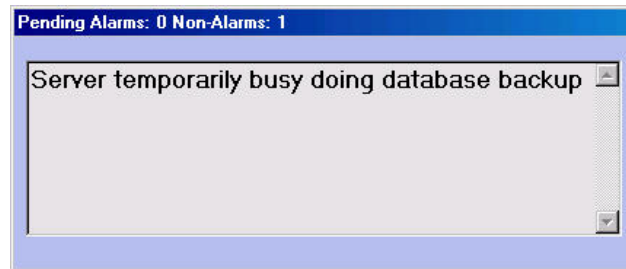 Pending Alarms: 0 Non-Alarms: 1
Server temporarily busy doing database backup